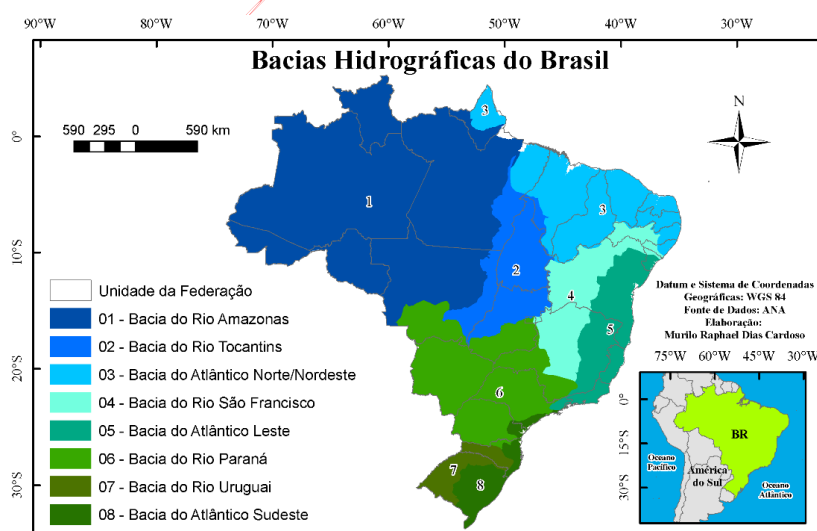 90°W 80°W 70°W 60°W 50°W 40°W 30°W
Bacias Hidrográficas do Brasil
590 295 0 590 km
N
0°
10°S
20°S
30°S
3
1
3
2
4
5
6
7
8
Unidade da Federação
01 - Bacia do Rio Amazonas
02 - Bacia do Rio Tocantins
03 - Bacia do Atlântico Norte/Nordeste
04 - Bacia do Rio São Francisco
05 - Bacia do Atlântico Leste
06 - Bacia do Rio Paraná
07 - Bacia do Rio Uruguai
08 - Bacia do Atlântico Sudeste
Datum e Sistema de Coordenadas
Geográficas: WGS 84
Fonte de Dados: ANA
Elaboração:
Murilo Raphael Dias Cardoso
75°W 60°W 45°W 30°W
0°
15°S
30°S
BR
Oceano
Pacífico
América
do Sul
Oceano
Atlântico